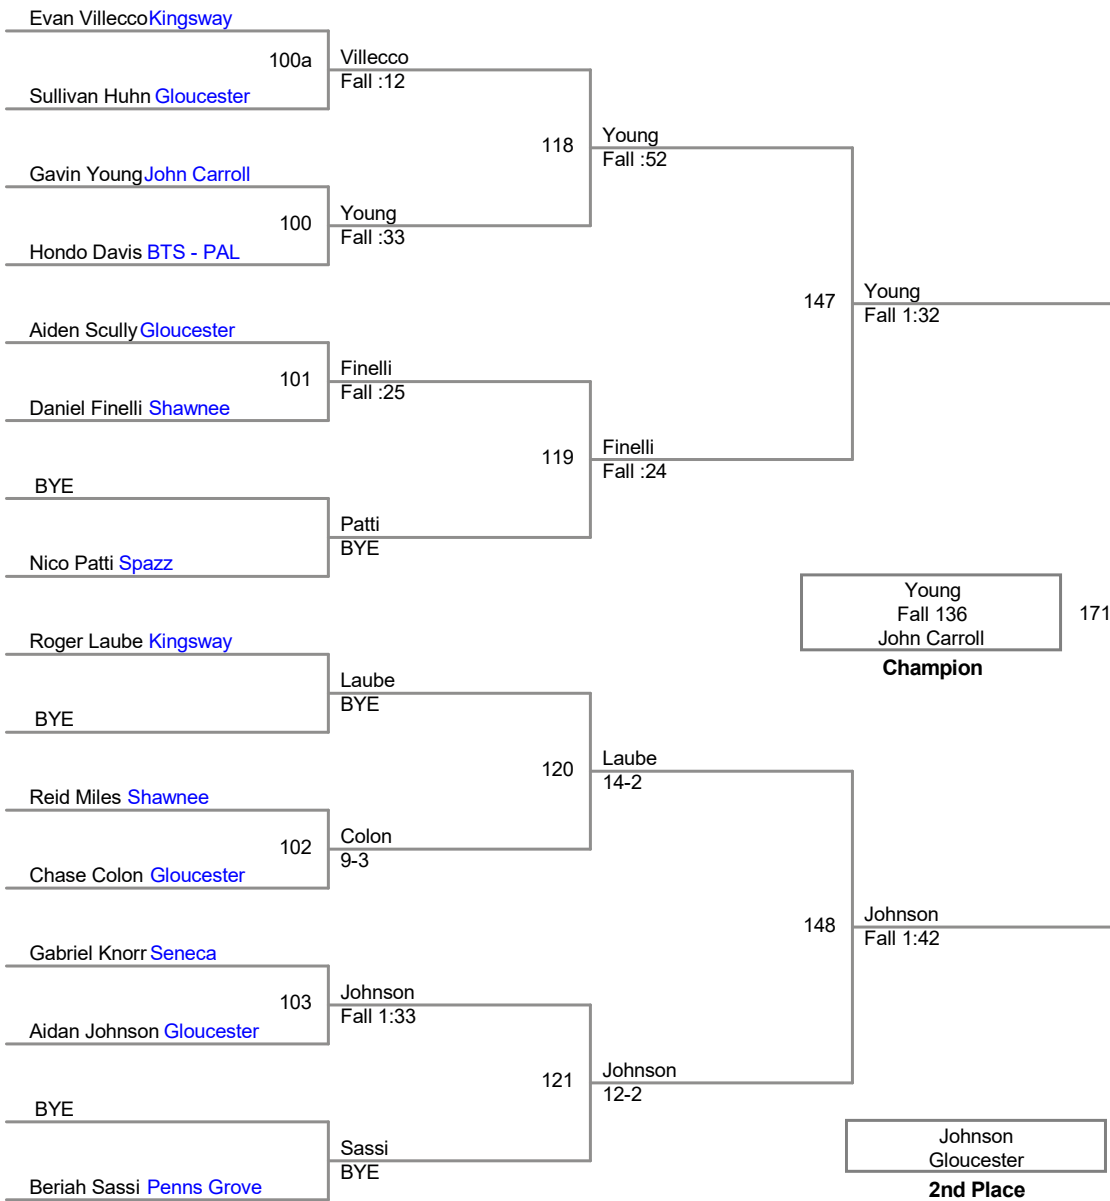 Evan Villecco Kingsway
100a
Villecco
Fall :12
Sullivan Huhn Gloucester
118
Young
Fall :52
Gavin Young John Carroll
100
Young
Fall :33
Hondo Davis BTS - PAL
147
Young
Fall 1:32
Aiden Scully Gloucester
101
Finelli
Fall :25
Daniel Finelli Shawnee
119
Finelli
Fall :24
BYE
Patti
BYE
Nico Patti Spazz
Young
Fall 136
John Carroll
171
Champion
Roger Laube Kingsway
Laube
BYE
BYE
120
Laube
14-2
Reid Miles Shawnee
102
Colon
9-3
Chase Colon Gloucester
148
Johnson
Fall 1:42
Gabriel Knorr Seneca
103
Johnson
Fall 1:33
Aidan Johnson Gloucester
121
Johnson
12-2
BYE
Sassi
BYE
Beriah Sassi Penns Grove
Johnson
Gloucester
2nd Place